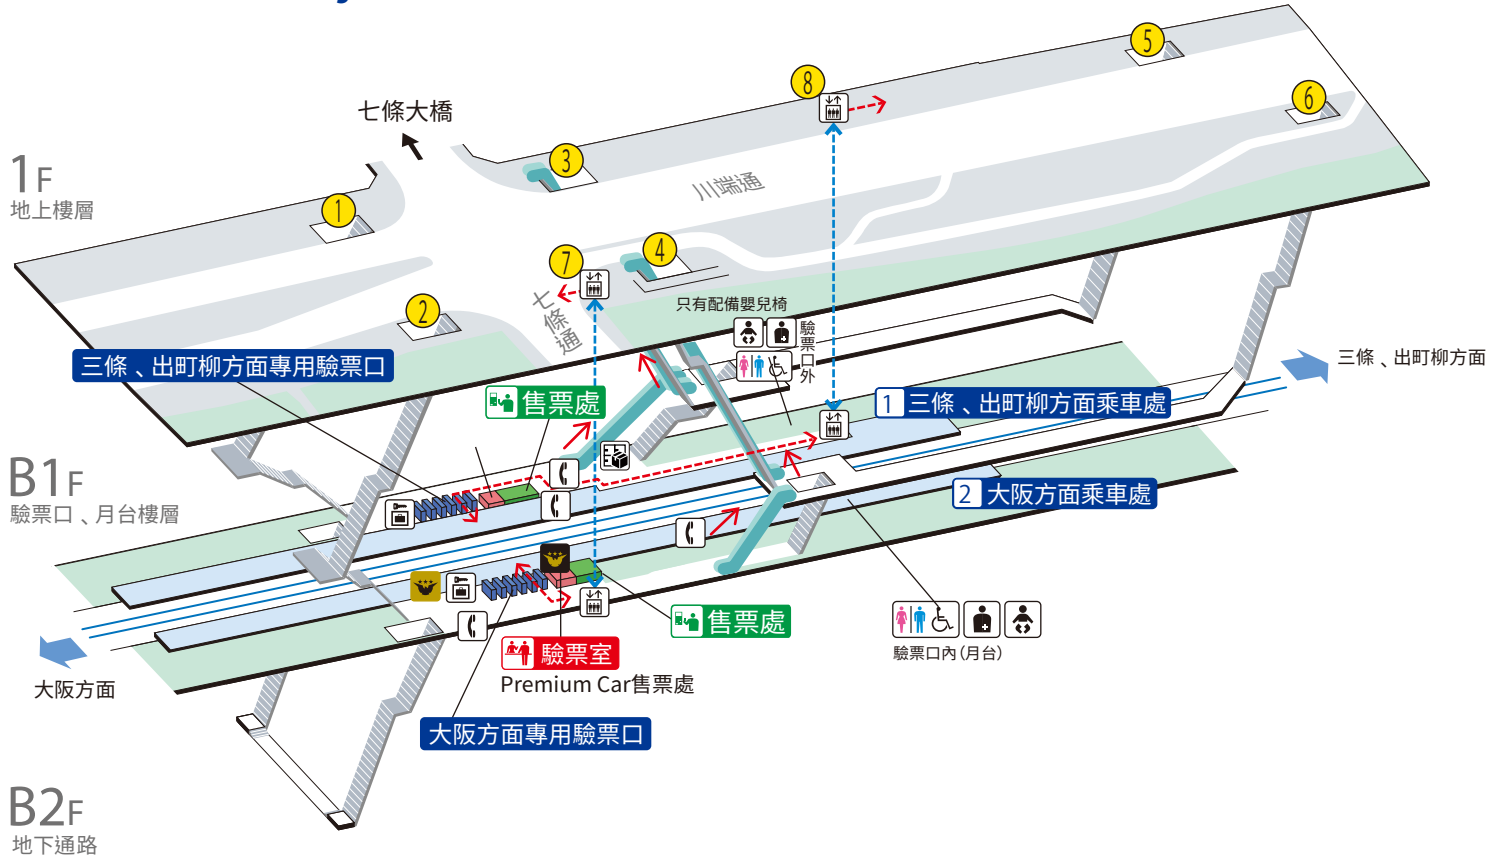 七條大橋
1F
地上樓層
1
2
3
4
5
6
7
8
川端通
七條通
只有配備嬰兒椅
驗票口外
三條、出町柳方面專用驗票口
售票處
1 三條、出町柳方面乘車處
三條、出町柳方面
2 大阪方面乘車處
B1F
驗票口、月台樓層
售票處
驗票室
Premium Car售票處
驗票口內(月台)
大阪方面
大阪方面專用驗票口
B2F
地下通路